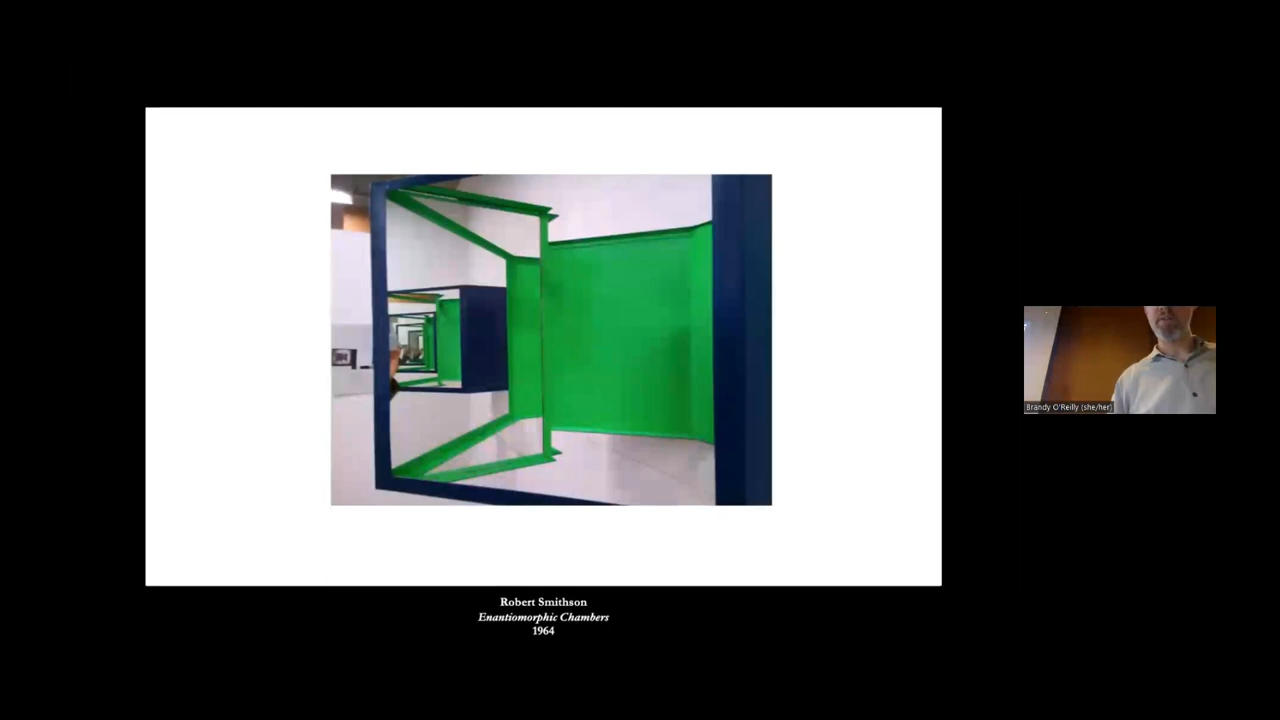 Robert Smithson
Enantiomorphic Chambers
1964
Brandy O'Reilly (she/her)